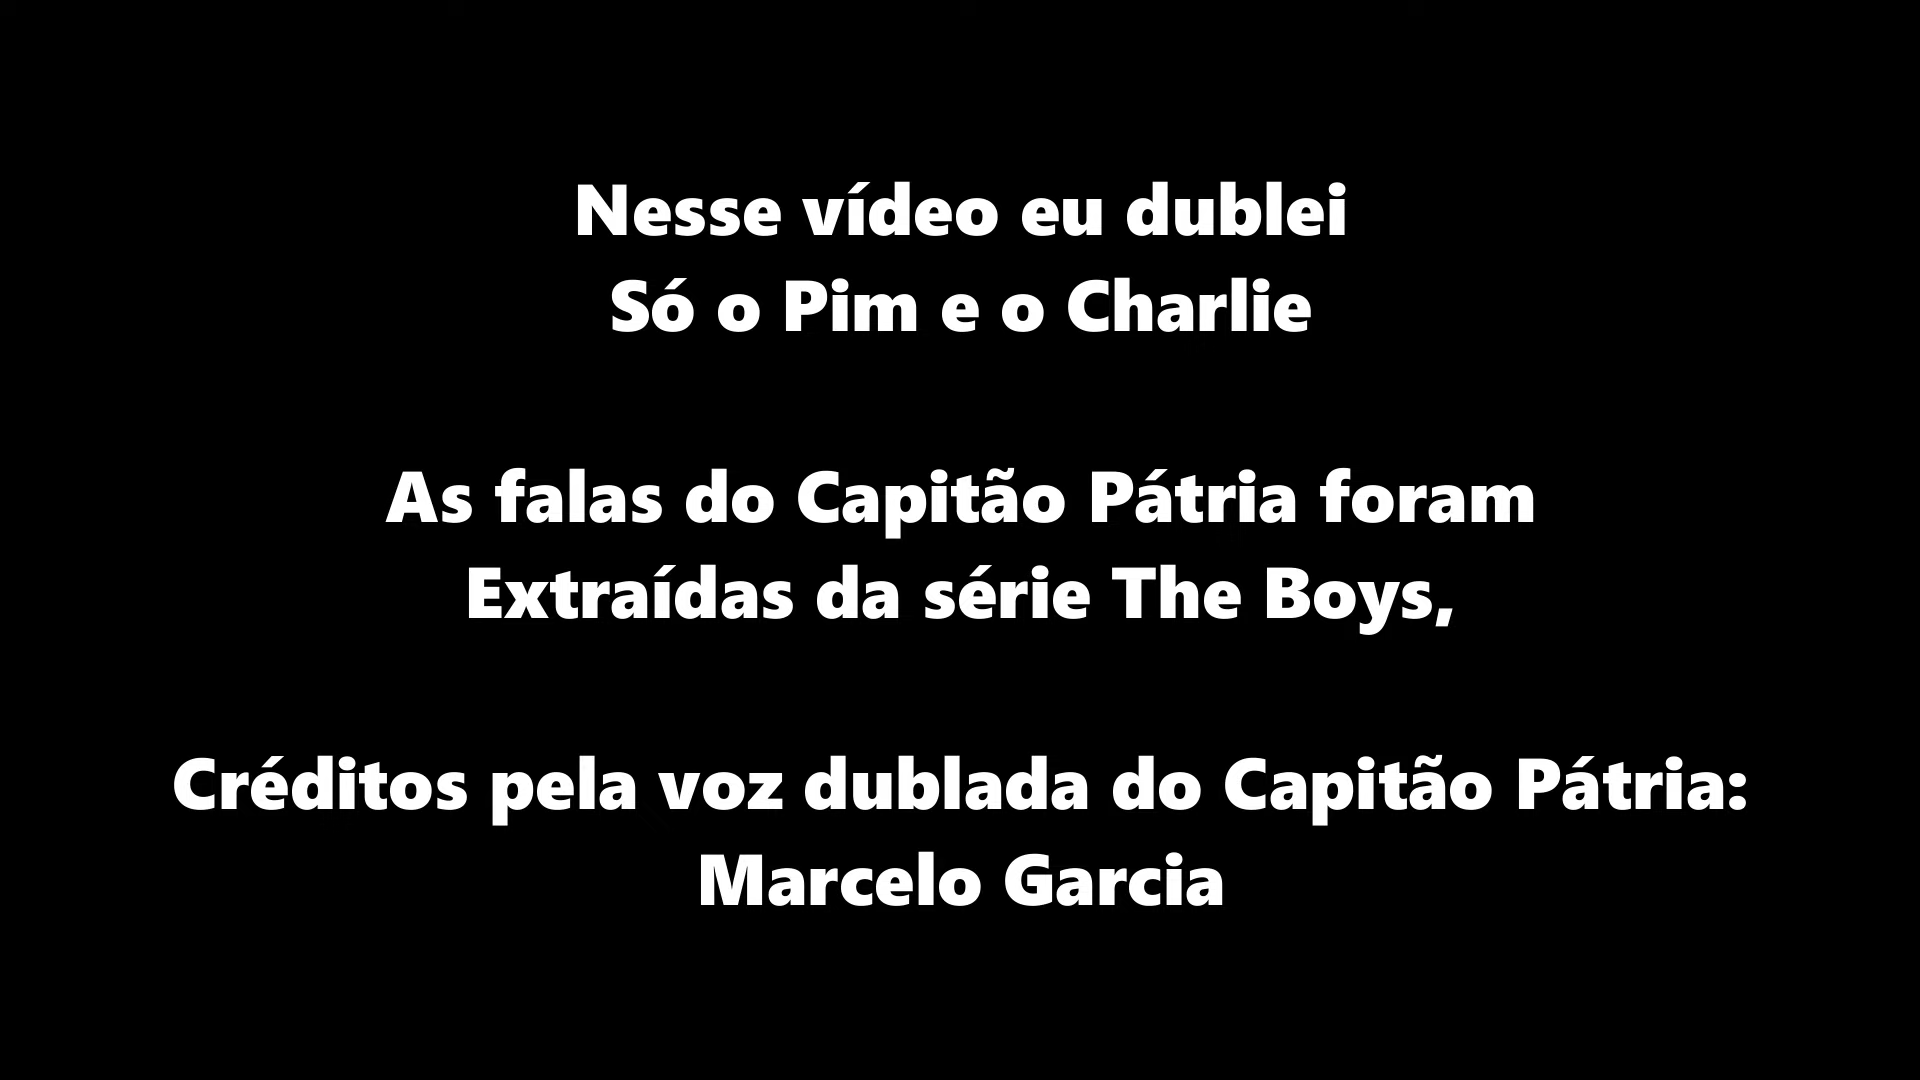 Nesse vídeo eu dublei
Só o Pim e o Charlie
As falas do Capitão Pátria foram
Extraídas da série The Boys,
Créditos pela voz dublada do Capitão Pátria:
Marcelo Garcia